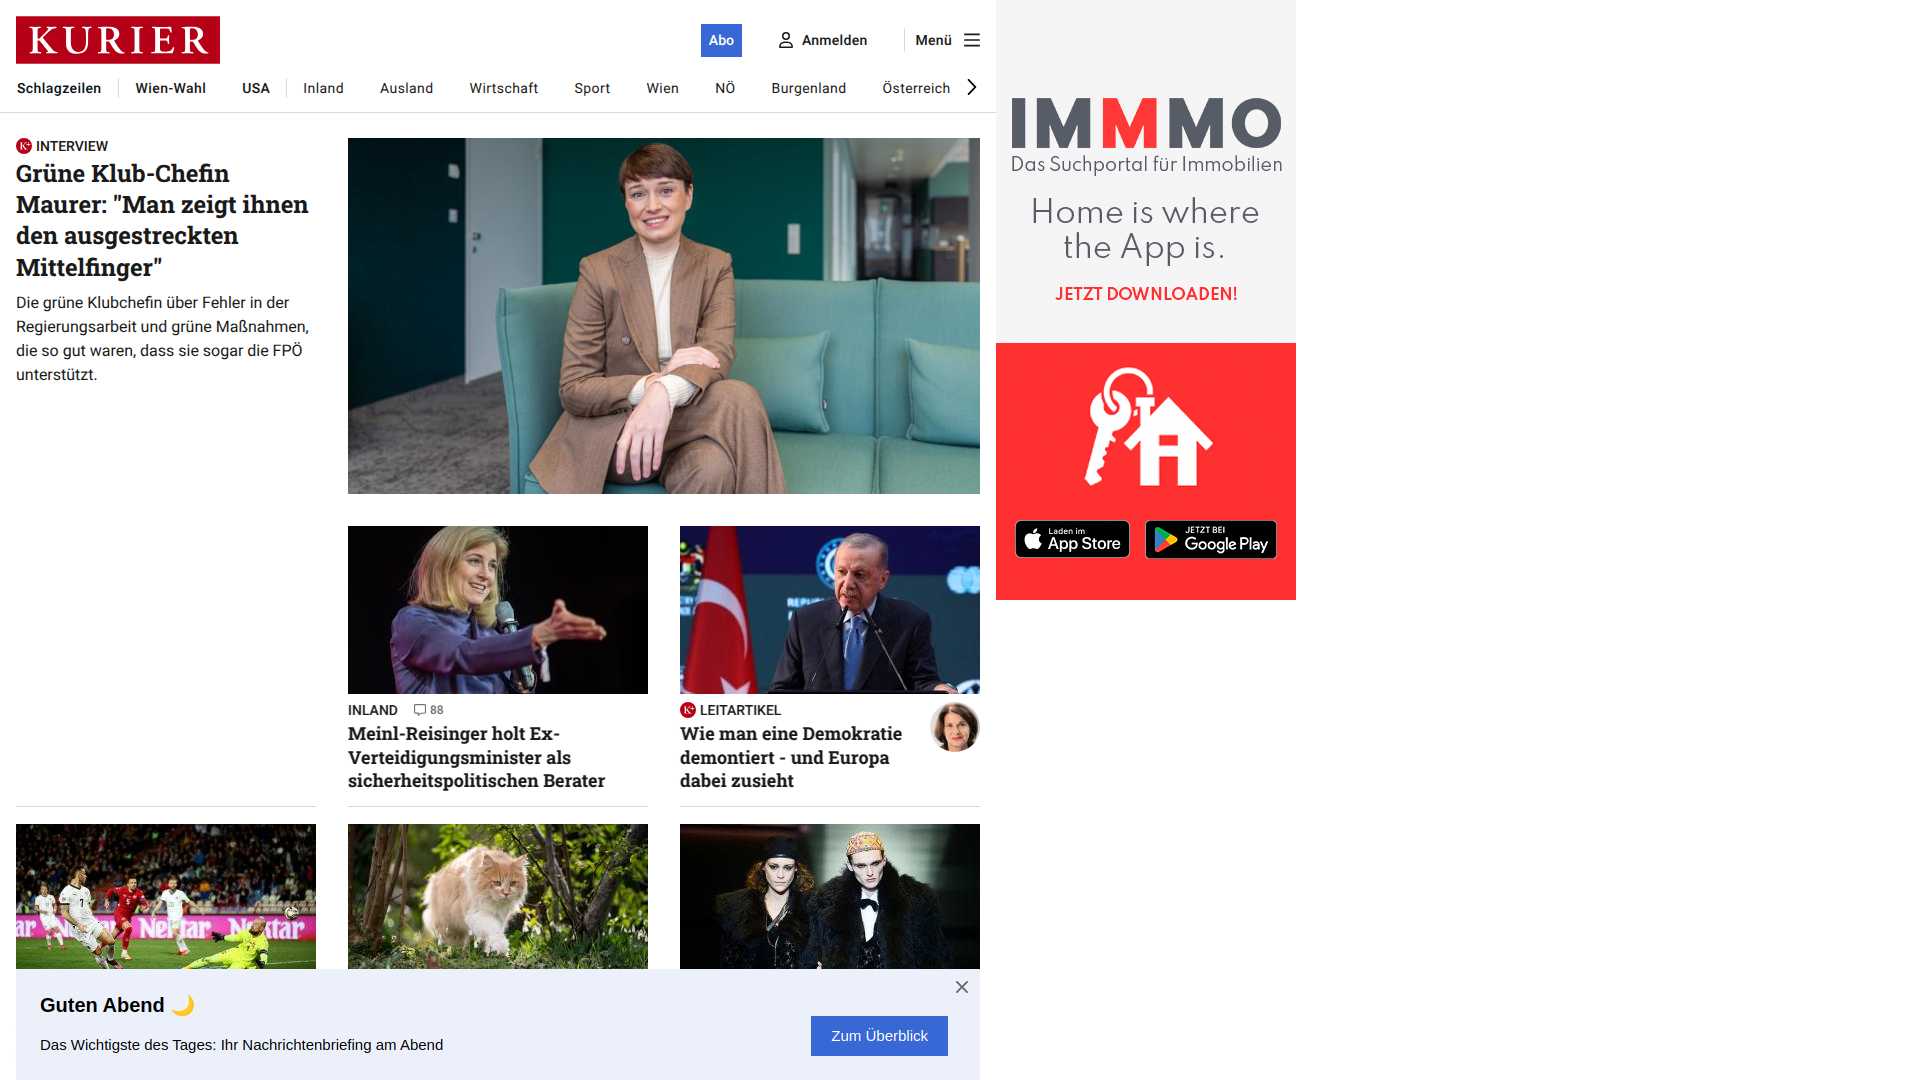 KURIER
Abo
Anmelden
Menü
Schlagzeilen
Wien-Wahl
USA
Inland
Ausland
Wirtschaft
Sport
Wien
NÖ
Burgenland
Österreich
INTERVIEW
Grüne Klub-Chefin
Maurer: "Man zeigt ihnen
den ausgestreckten
Mittelfinger"
Die grüne Klubchefin über Fehler in der
Regierungsarbeit und grüne Maßnahmen,
die so gut waren, dass sie sogar die FPÖ
unterstützt.
INLAND 88
Meinl-Reisinger holt Ex-
Verteidigungsminister als
sicherheitspolitischen Berater
LEITARTIKEL
Wie man eine Demokratie
demontiert - und Europa
dabei zusieht
Nektar
Nektar
Guten Abend 🌙
Das Wichtigste des Tages: Ihr Nachrichtenbriefing am Abend
Zum Überblick
IMMMO
Das Suchportal für Immobilien
Home is where
the App is.
JETZT DOWNLOADEN!
Laden im
App Store
JETZT BEI
Google Play